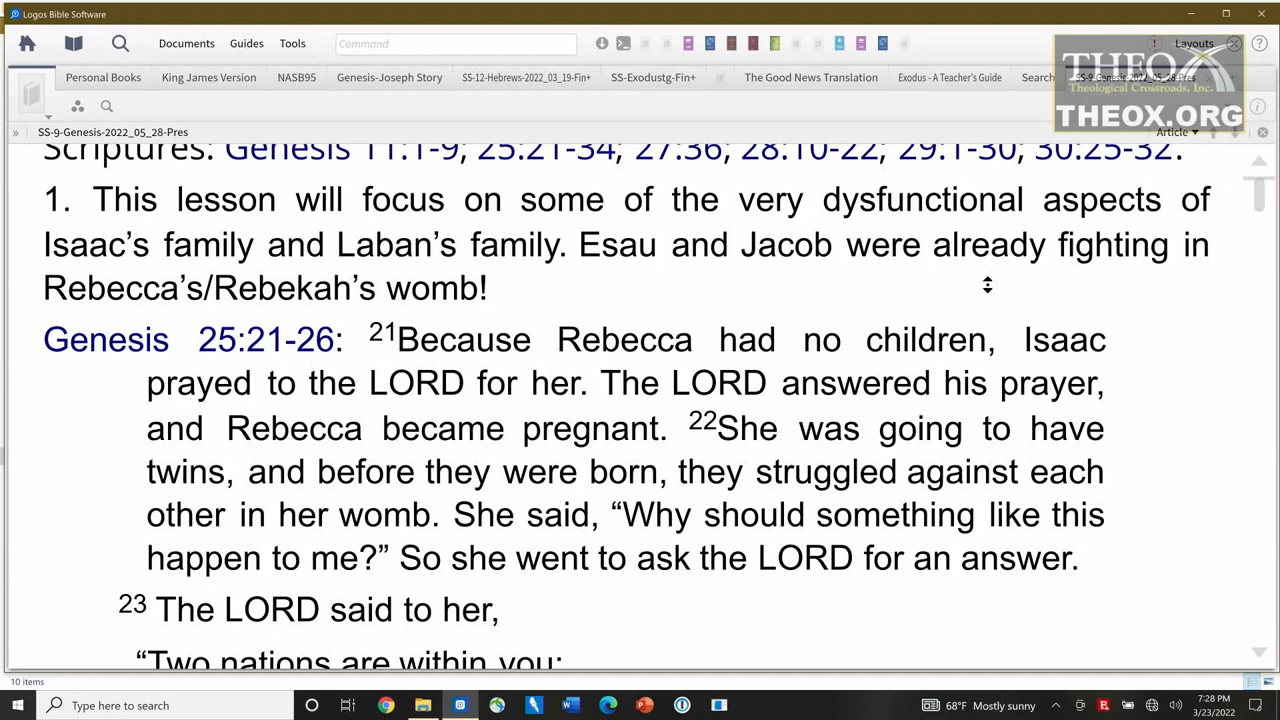 Logos Bible Software
Documents Guides Tools Command Layouts
Personal Books King James Version NASB95 SS-12-Hebrews-2022_03_19-Fin+ SS-Exodustg-Fin+ The Good News Translation Exodus - A Teacher's Guide Search SS-9-Genesis-2022_05_28-Pres
THEOX
Theological Crossroads, Inc.
THEOX.ORG
SS-9-Genesis-2022_05_28-Pres Article
Scriptures: Genesis 11:1-9; 25:21-34; 27:36; 28:10-22; 29:1-30; 30:25-32.
1. This lesson will focus on some of the very dysfunctional aspects of
Isaac’s family and Laban’s family. Esau and Jacob were already fighting in
Rebecca’s/Rebekah’s womb!
Genesis 25:21-26: 21Because Rebecca had no children, Isaac
prayed to the LORD for her. The LORD answered his prayer,
and Rebecca became pregnant. 22She was going to have
twins, and before they were born, they struggled against each
other in her womb. She said, “Why should something like this
happen to me?” So she went to ask the LORD for an answer.
23 The LORD said to her,
“Two nations are within you;
10 items
Type here to search 68°F Mostly sunny 7:28 PM
3/23/2022